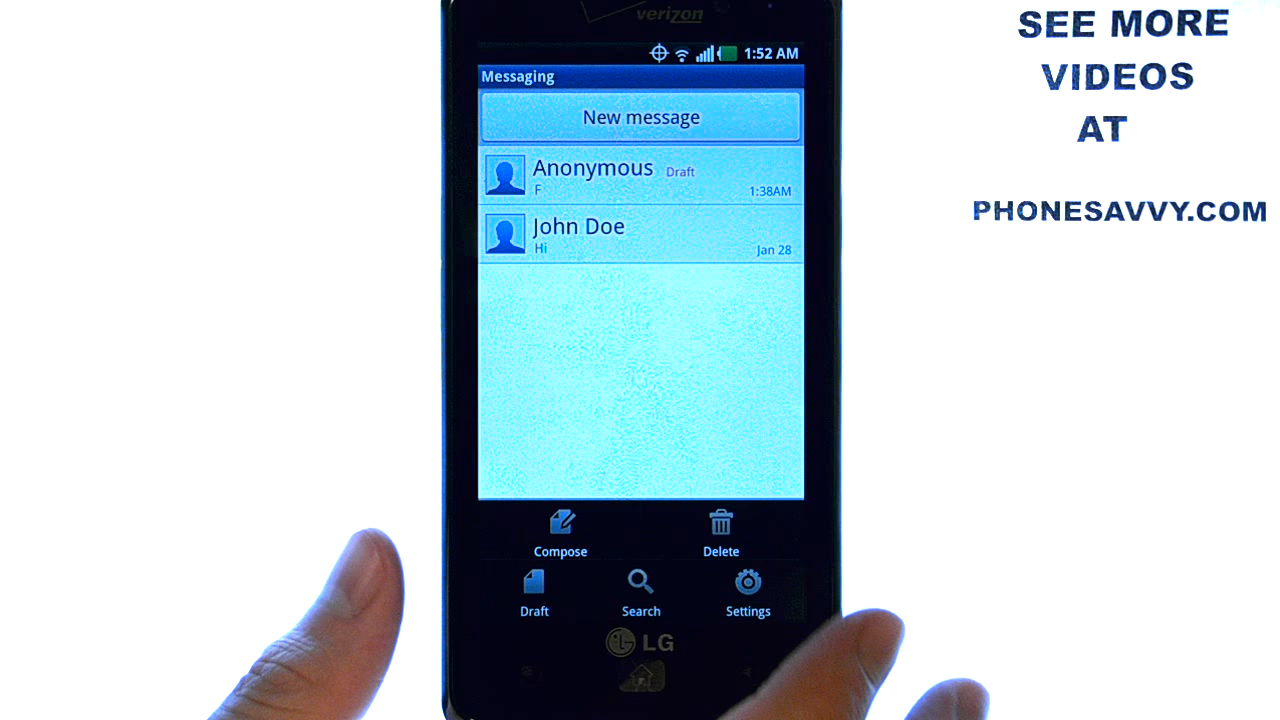 verizon
1:52 AM
Messaging
New message
Anonymous Draft
F
1:38AM
John Doe
Hi
Jan 28
Compose
Delete
Draft
Search
Settings
LG
SEE MORE
VIDEOS
AT
PHONESAVVY.COM